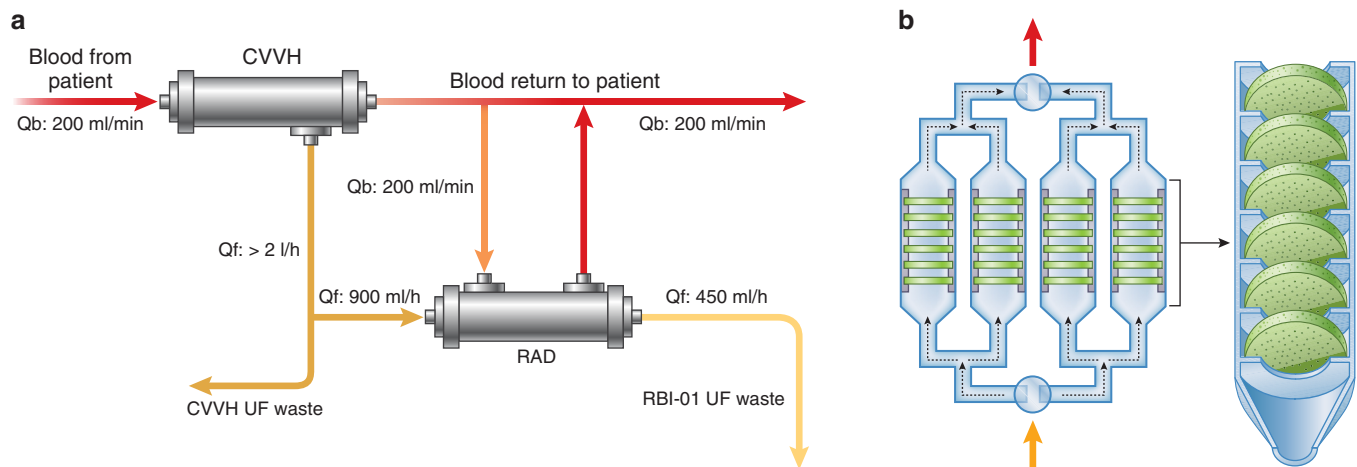 a
Blood from
patient
Qb: 200 ml/min
CVVH
Blood return to patient
Qb: 200 ml/min
Qb: 200 ml/min
Qf: > 2 l/h
Qf: 900 ml/h
Qf: 450 ml/h
RAD
CVVH UF waste
RBI-01 UF waste
b